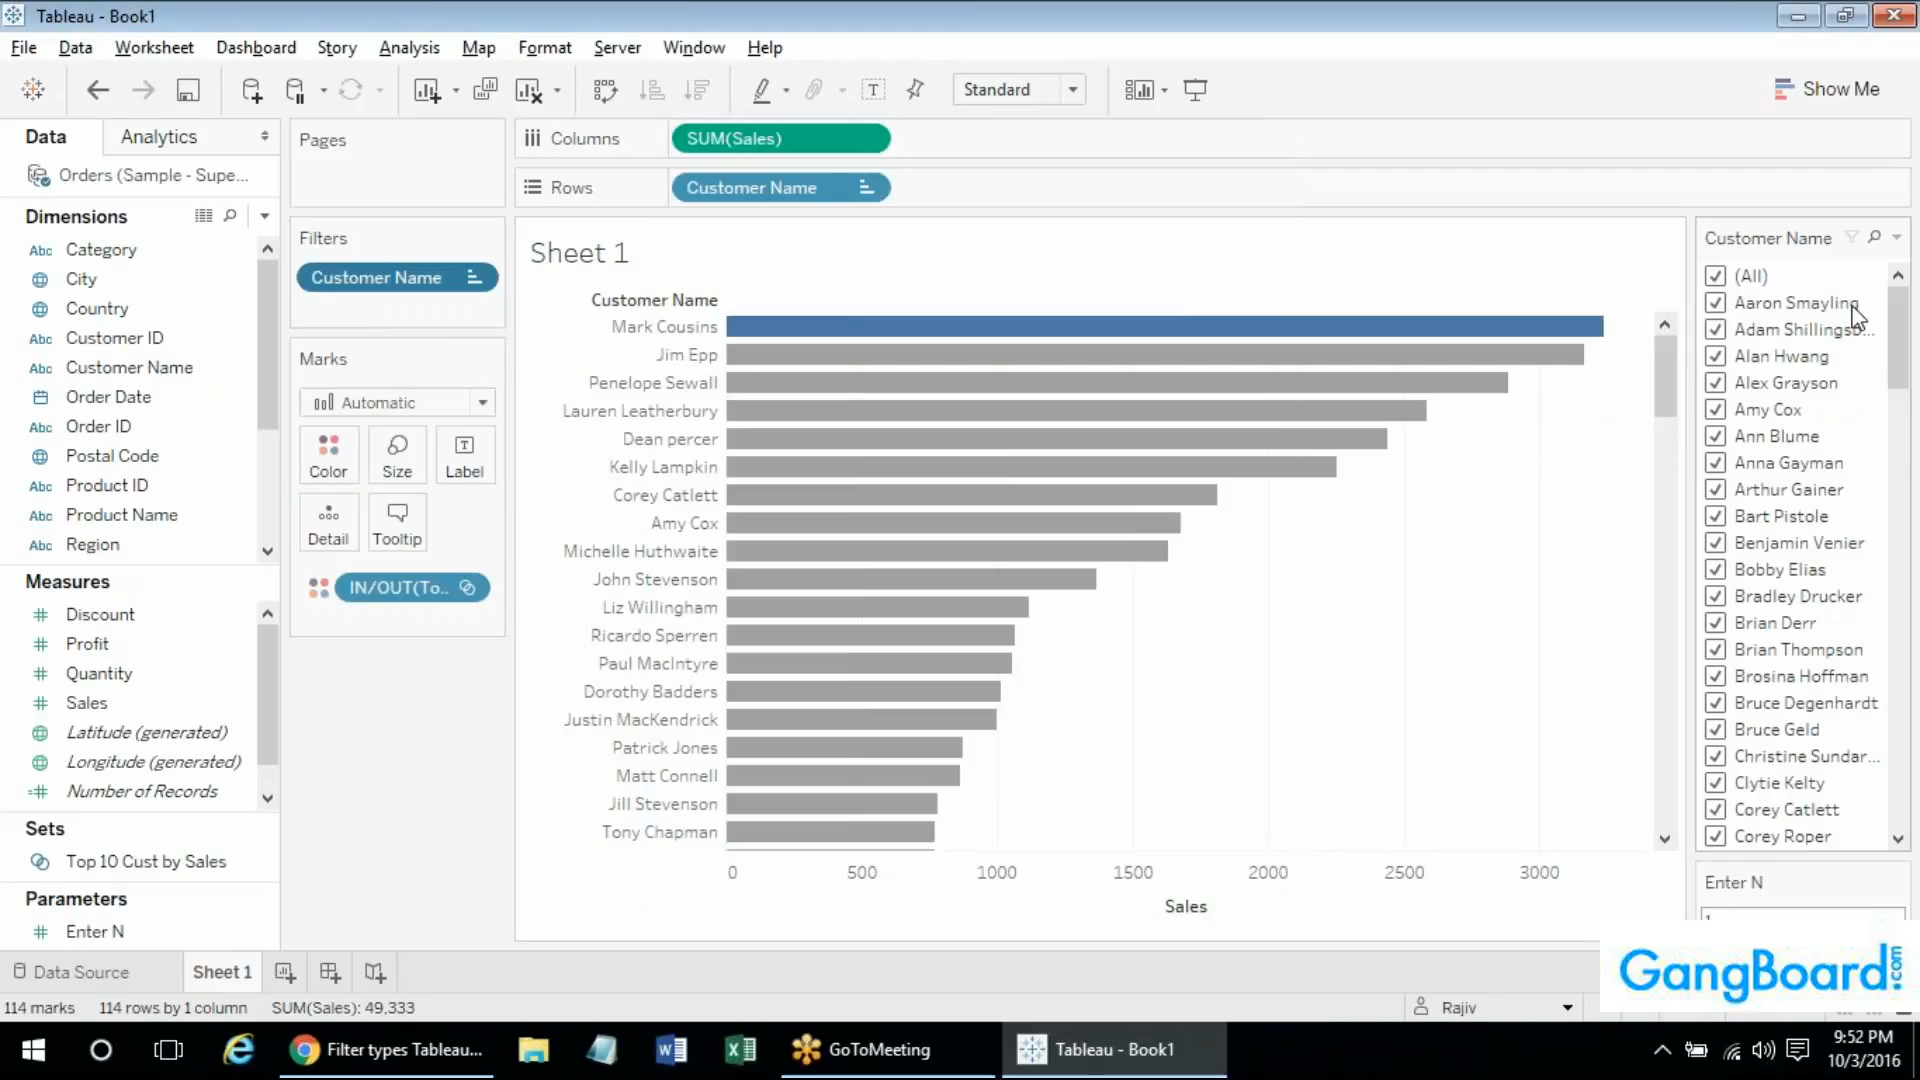 Tableau - Book1
File Data Worksheet Dashboard Story Analysis Map Format Server Window Help
Standard
Show Me
Data Analytics
Orders (Sample - Supe...
Dimensions
Abc Category
City
Country
Abc Customer ID
Abc Customer Name
Order Date
Abc Order ID
Postal Code
Abc Product ID
Abc Product Name
Abc Region
Measures
# Discount
# Profit
# Quantity
# Sales
Latitude (generated)
Longitude (generated)
=# Number of Records
Sets
Top 10 Cust by Sales
Parameters
# Enter N
Pages
Filters
Customer Name
Marks
Automatic
Color Size Label
Detail Tooltip
IN/OUT(To..
Columns SUM(Sales)
Rows Customer Name
Sheet 1
Customer Name
Mark Cousins
Jim Epp
Penelope Sewall
Lauren Leatherbury
Dean percer
Kelly Lampkin
Corey Catlett
Amy Cox
Michelle Huthwaite
John Stevenson
Liz Willingham
Ricardo Sperren
Paul MacIntyre
Dorothy Badders
Justin MacKendrick
Patrick Jones
Matt Connell
Jill Stevenson
Tony Chapman
0 500 1000 1500 2000 2500 3000
Sales
Customer Name
(All)
Aaron Smayling
Adam Shillingsb...
Alan Hwang
Alex Grayson
Amy Cox
Ann Blume
Anna Gayman
Arthur Gainer
Bart Pistole
Benjamin Venier
Bobby Elias
Bradley Drucker
Brian Derr
Brian Thompson
Brosina Hoffman
Bruce Degenhardt
Bruce Geld
Christine Sundar...
Clytie Kelty
Corey Catlett
Corey Roper
Enter N
GangBoard.com
Data Source Sheet 1
114 marks 114 rows by 1 column SUM(Sales): 49,333
Rajiv
Filter types Tableau...
GoToMeeting
Tableau - Book1
9:52 PM
10/3/2016